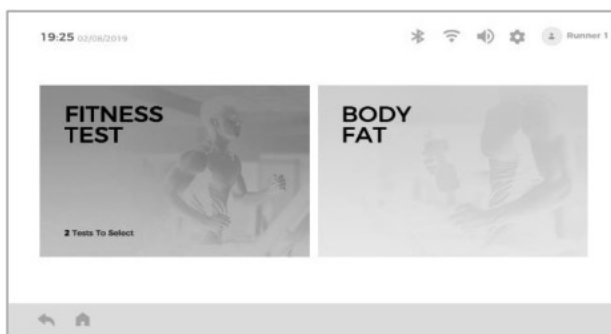 19:25 02/08/2019
Runner 1
FITNESS
TEST
2 Tests To Select
BODY
FAT